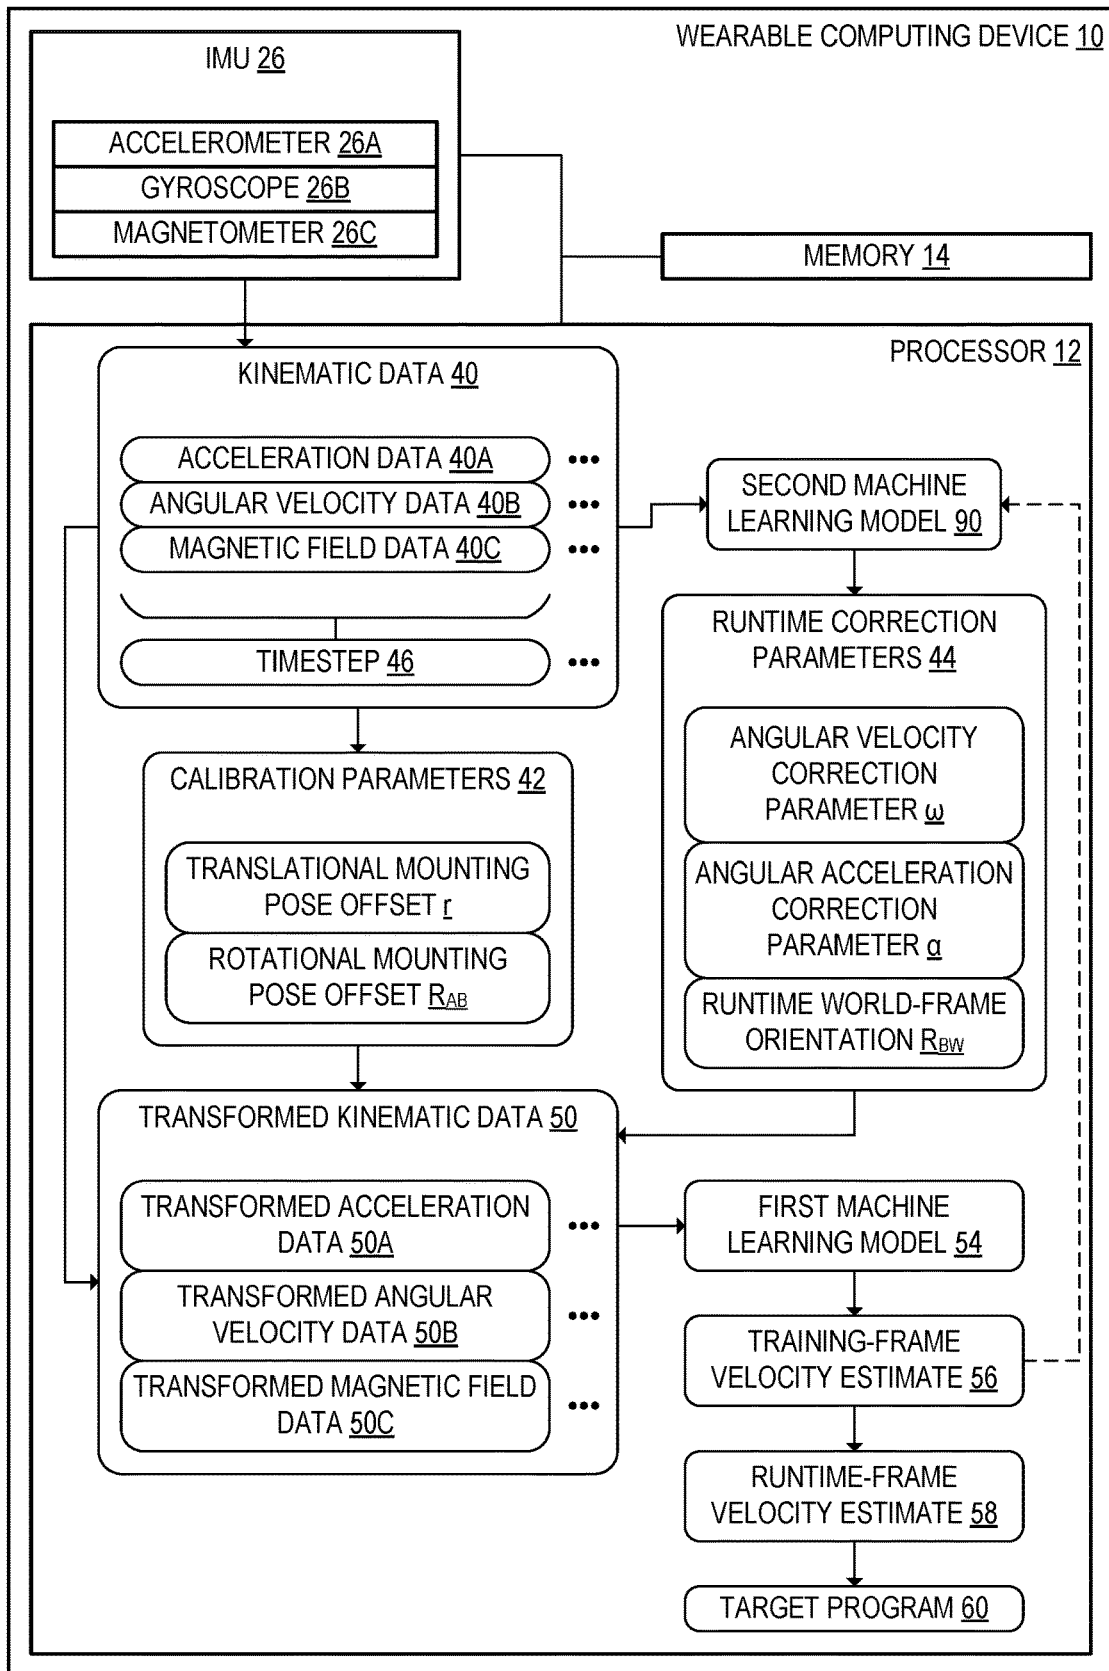 WEARABLE COMPUTING DEVICE 10
IMU 26
ACCELEROMETER 26A
GYROSCOPE 26B
MAGNETOMETER 26C
MEMORY 14
PROCESSOR 12
KINEMATIC DATA 40
ACCELERATION DATA 40A •••
ANGULAR VELOCITY DATA 40B •••
MAGNETIC FIELD DATA 40C •••
TIMESTEP 46 •••
SECOND MACHINE
LEARNING MODEL 90
RUNTIME CORRECTION
PARAMETERS 44
ANGULAR VELOCITY
CORRECTION
PARAMETER ω
ANGULAR ACCELERATION
CORRECTION
PARAMETER α
RUNTIME WORLD-FRAME
ORIENTATION RBW
CALIBRATION PARAMETERS 42
TRANSLATIONAL MOUNTING
POSE OFFSET r
ROTATIONAL MOUNTING
POSE OFFSET RAB
TRANSFORMED KINEMATIC DATA 50
TRANSFORMED ACCELERATION
DATA 50A •••
TRANSFORMED ANGULAR
VELOCITY DATA 50B •••
TRANSFORMED MAGNETIC FIELD
DATA 50C •••
FIRST MACHINE
LEARNING MODEL 54
TRAINING-FRAME
VELOCITY ESTIMATE 56
RUNTIME-FRAME
VELOCITY ESTIMATE 58
TARGET PROGRAM 60